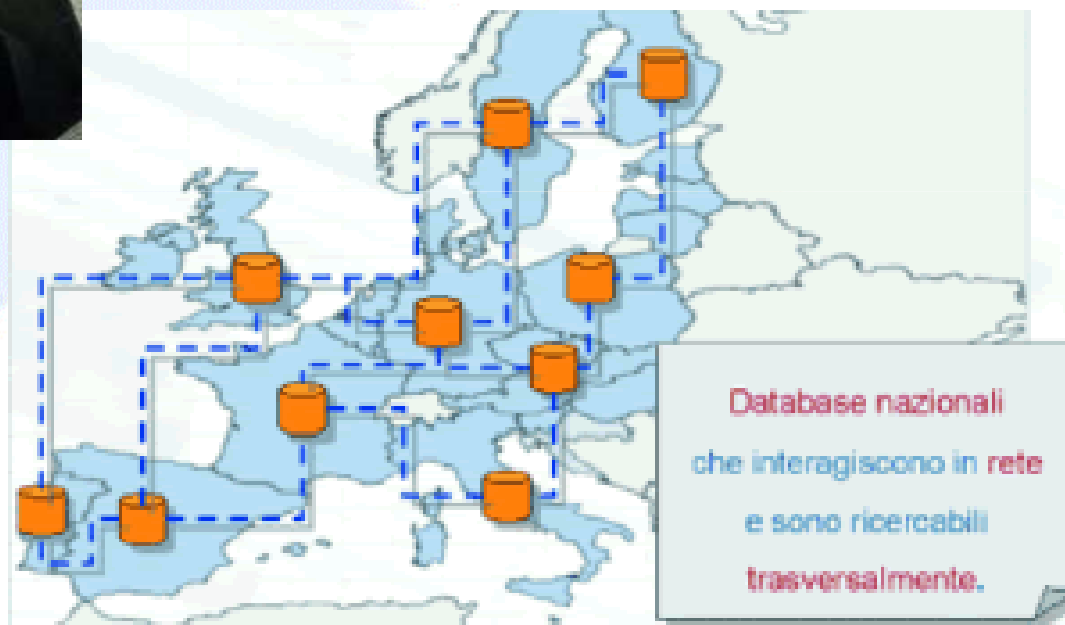 Database nazionali
che interagiscono in rete
e sono ricercabili
trasversalmente.